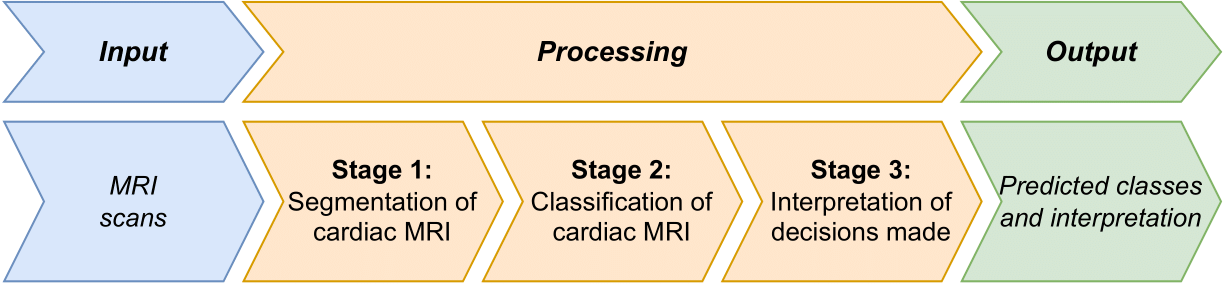 Input
Processing
Output
MRI
scans
Stage 1:
Segmentation of
cardiac MRI
Stage 2:
Classification of
cardiac MRI
Stage 3:
Interpretation of
decisions made
Predicted classes
and interpretation